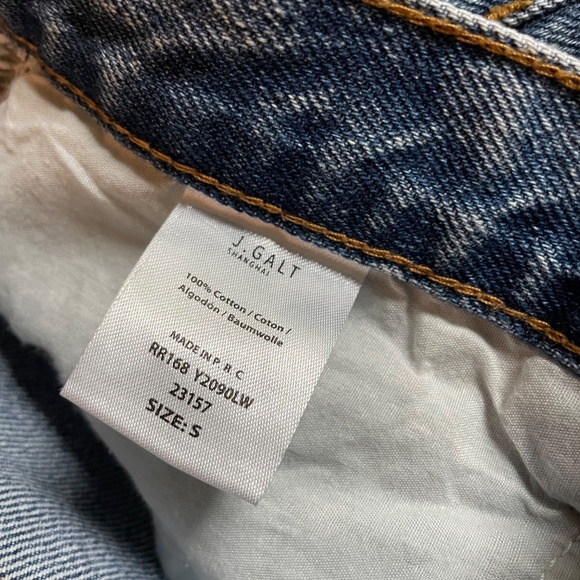 J. GALT
SHANGHAI
100% Cotton / Coton /
Algodón / Baumwolle
MADE IN P. R. C
RR168 Y2090LW
23157
SIZE: S